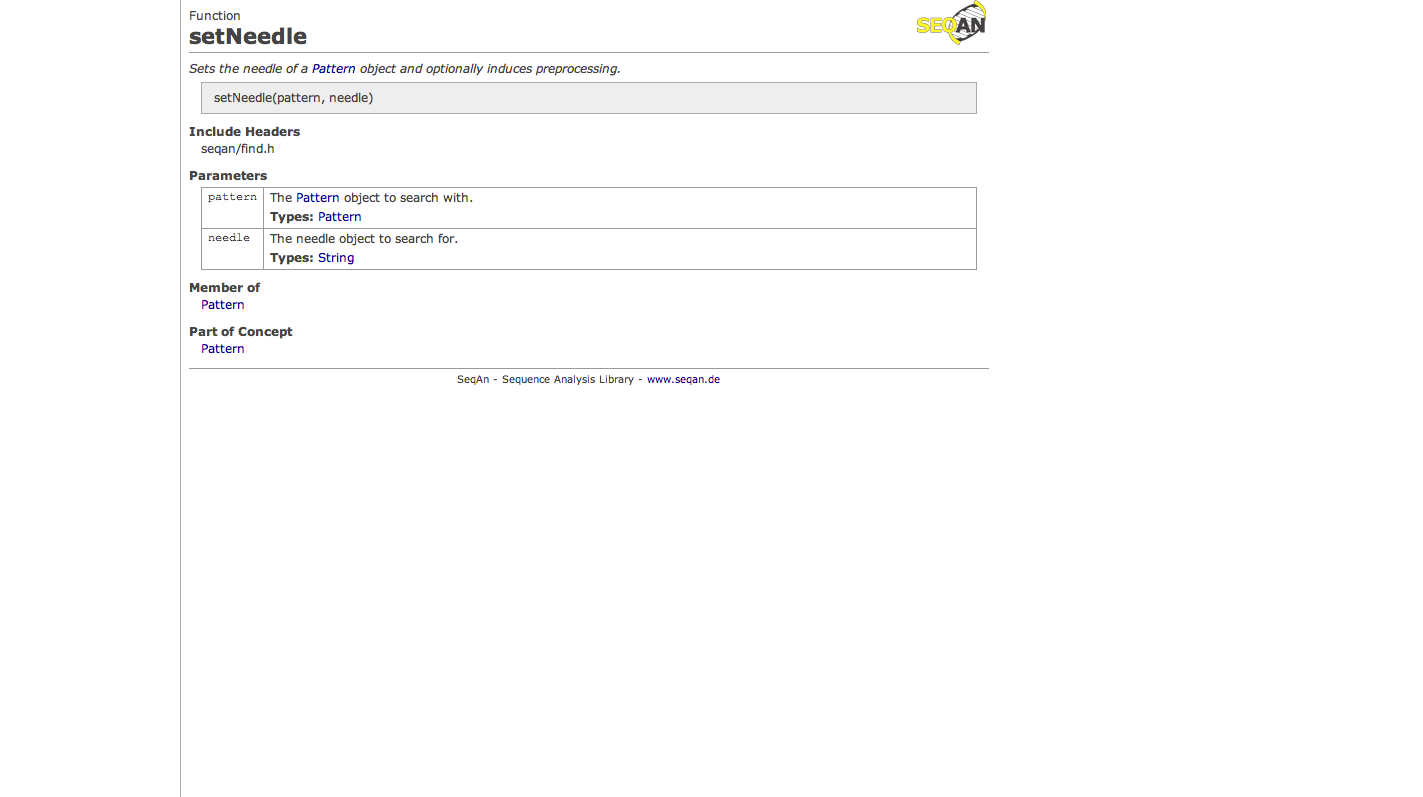 Function
SEQAN
setNeedle
Sets the needle of a Pattern object and optionally induces preprocessing.
setNeedle(pattern, needle)
Include Headers
seqan/find.h
Parameters
pattern The Pattern object to search with.
Types: Pattern
needle The needle object to search for.
Types: String
Member of
Pattern
Part of Concept
Pattern
SeqAn - Sequence Analysis Library - www.seqan.de